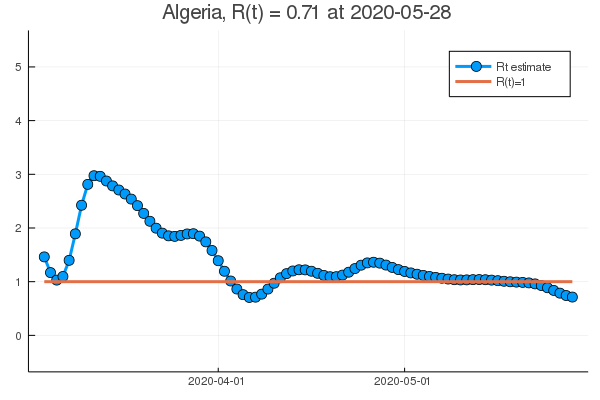 Algeria, R(t) = 0.71 at 2020-05-28
5
4
3
2
1
0
Rt estimate
R(t)=1
2020-04-01
2020-05-01